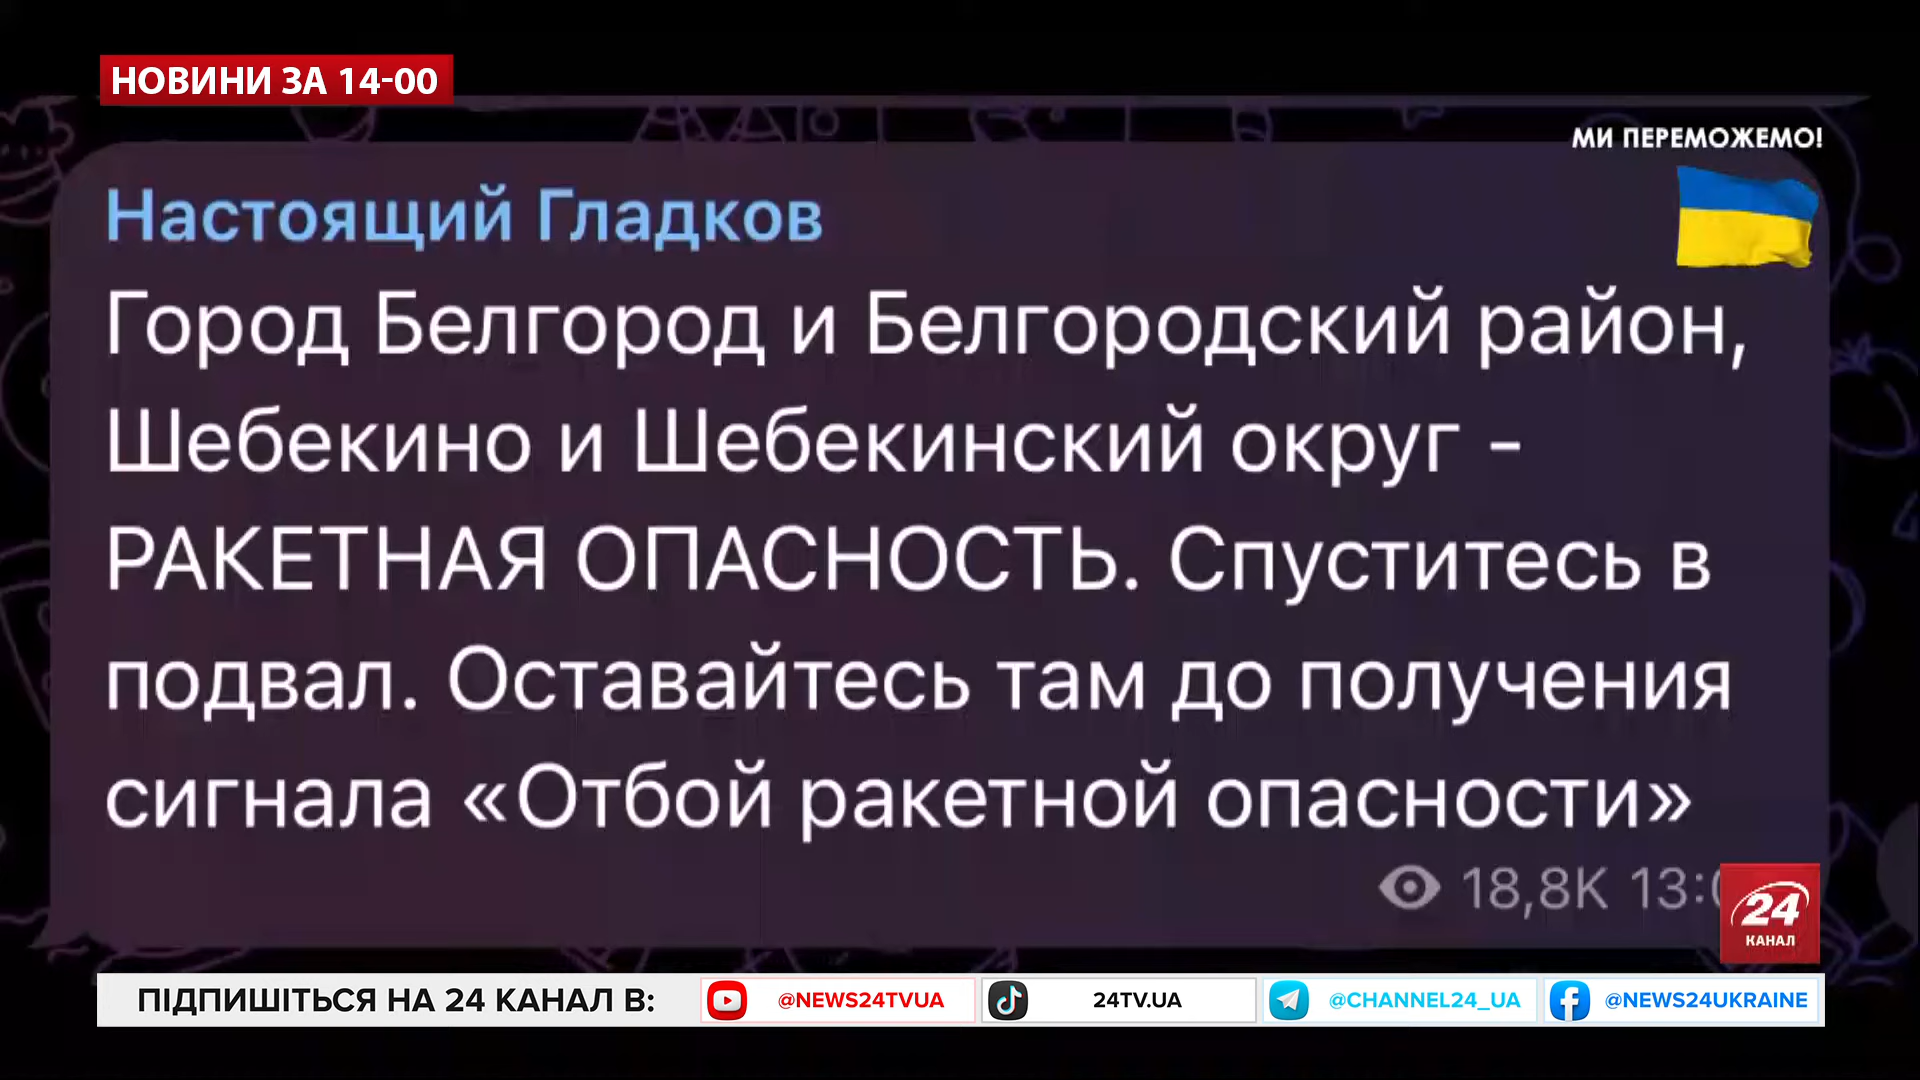 НОВИНИ ЗА 14-00
МИ ПЕРЕМОЖЕМО!
Настоящий Гладков
Город Белгород и Белгородский район,
Шебекино и Шебекинский округ -
РАКЕТНАЯ ОПАСНОСТЬ. Спуститесь в
подвал. Оставайтесь там до получения
сигнала «Отбой ракетной опасности»
18,8K
24
КАНАЛ
ПІДПИШІТЬСЯ НА 24 КАНАЛ В: @NEWS24TVUA 24TV.UA @CHANNEL24_UA @NEWS24UKRAINE